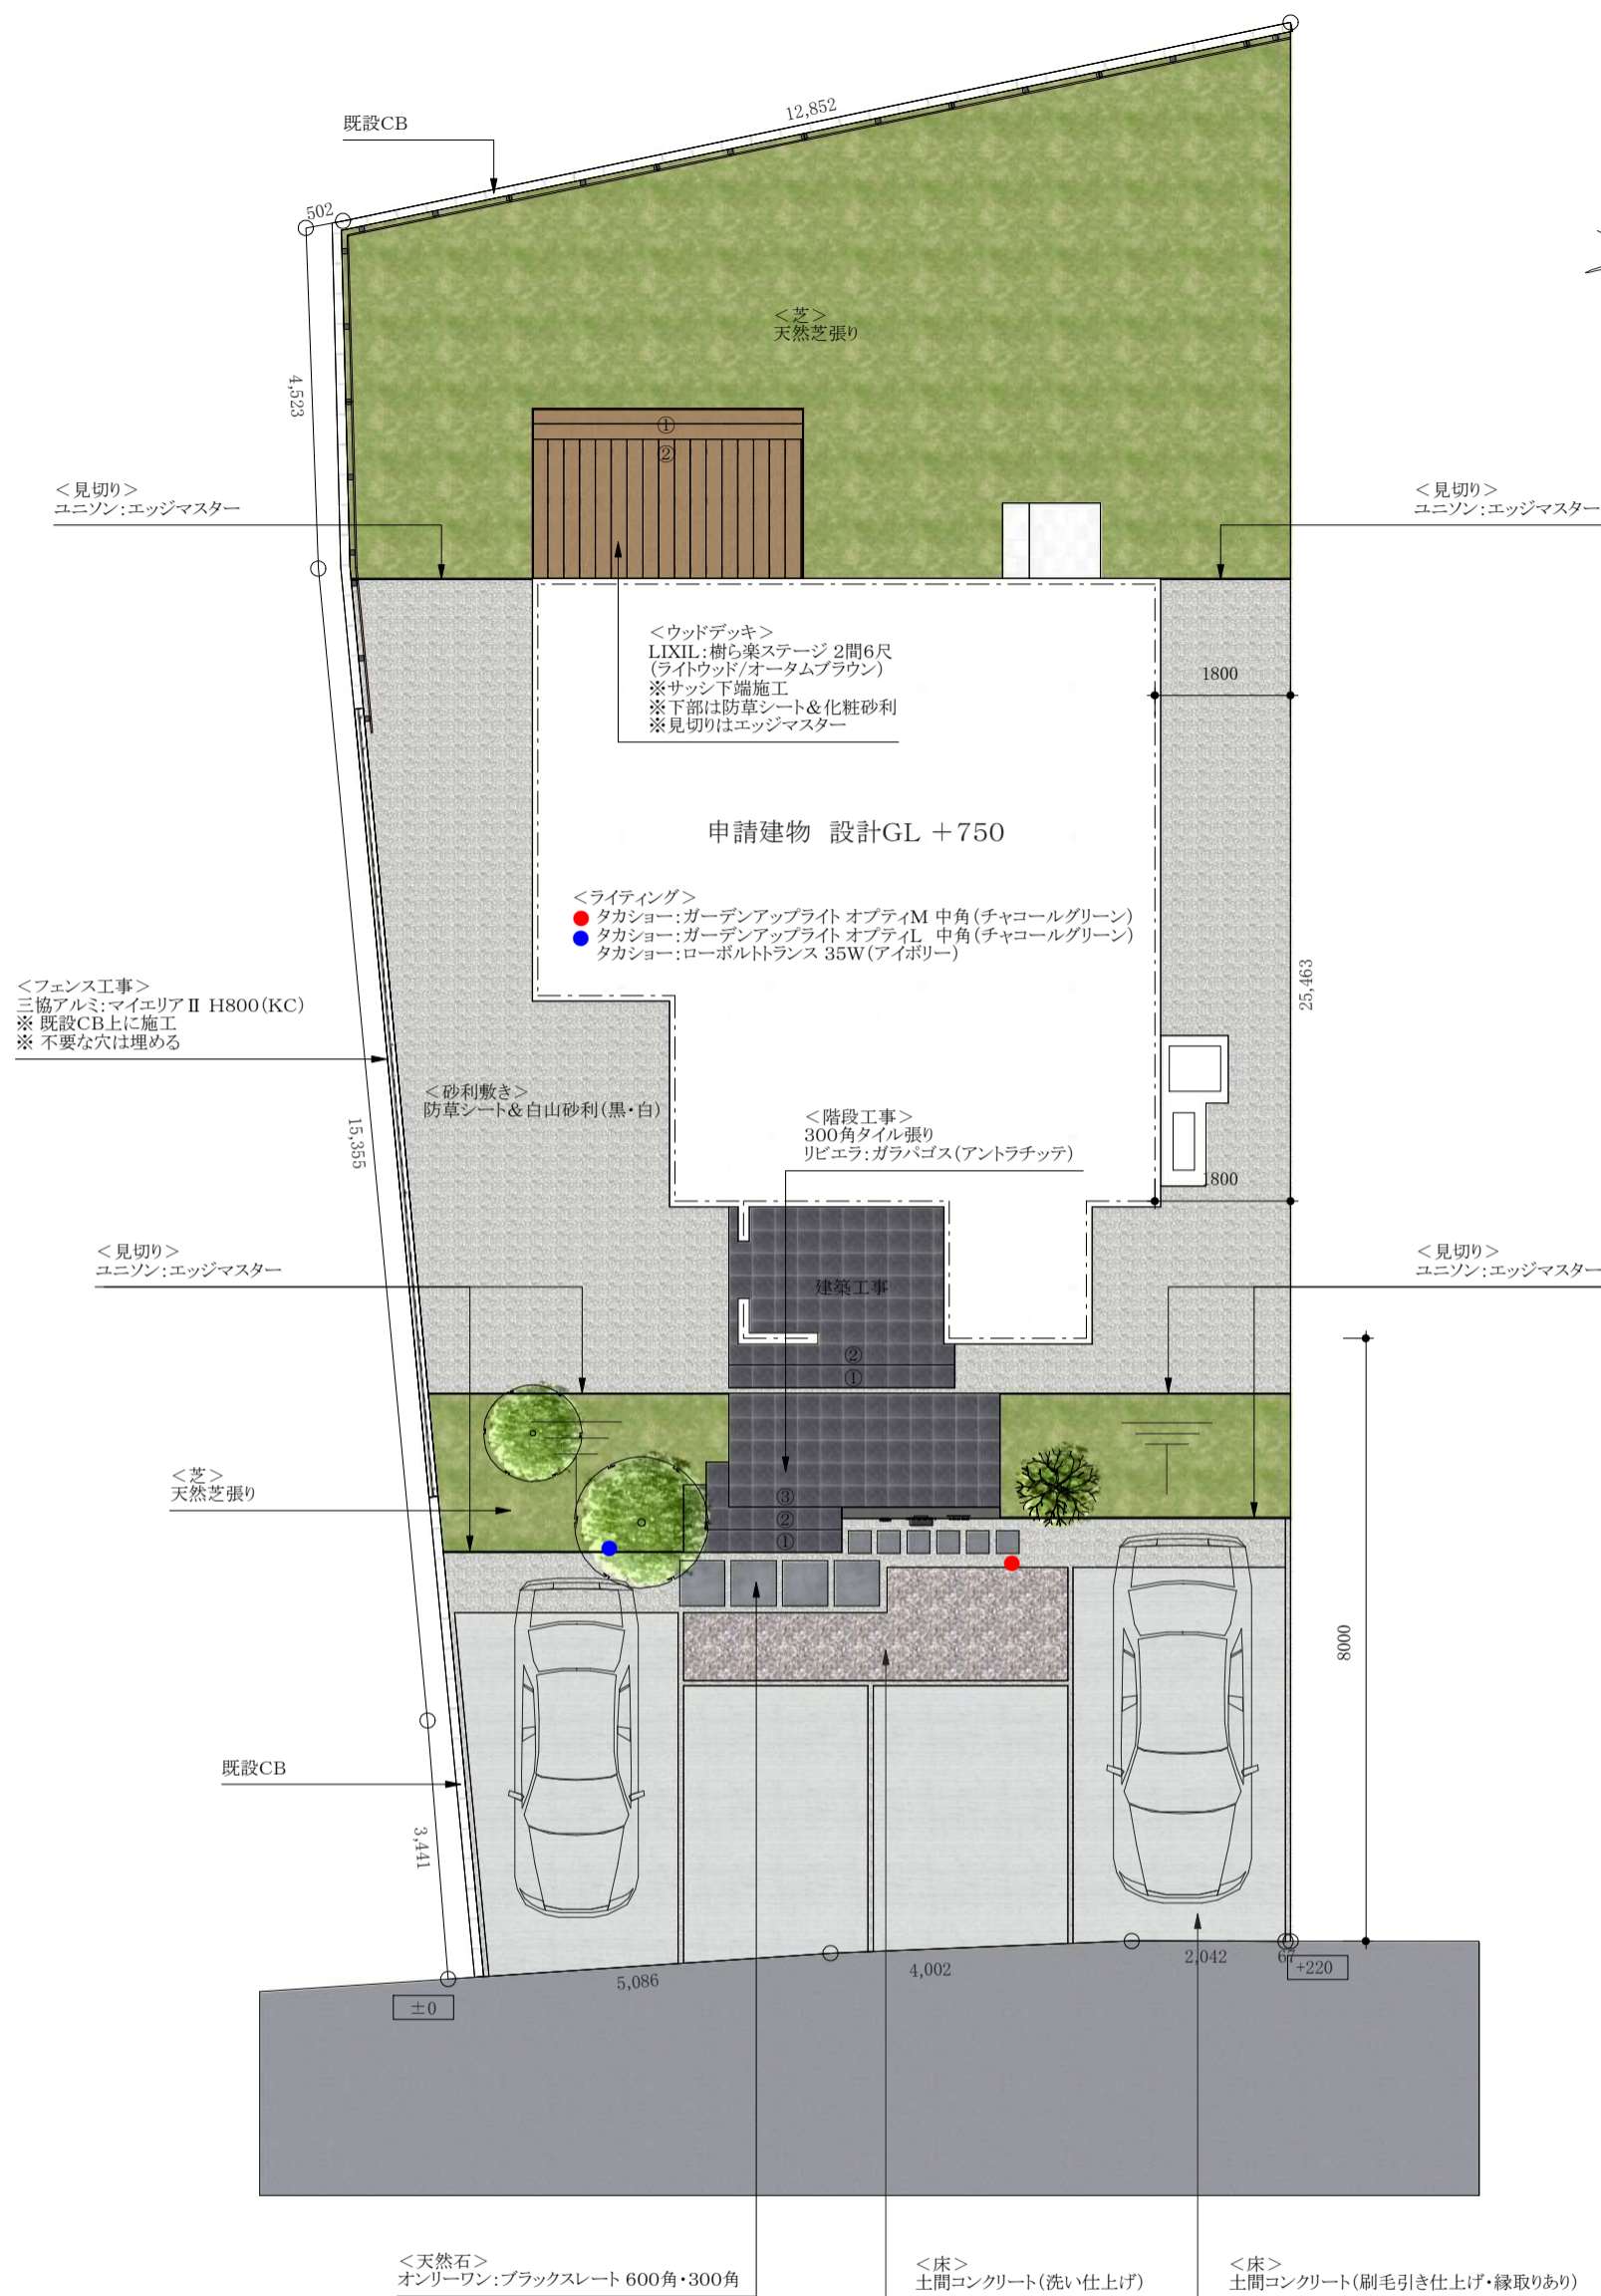 12,852
既設CB
502
<芝>
天然芝張り
4,523
①
②
<見切り>
ユニソン:エッジマスター
<見切り>
ユニソン:エッジマスター
<ウッドデッキ>
LIXIL:樹ら楽ステージ 2間6尺
(ライトウッド/オータムブラウン)
※サッシ下端施工
※下部は防草シート&化粧砂利
※見切りはエッジマスター
1800
申請建物 設計GL +750
<ライティング>
タカショー:ガーデンアップライト オプティM 中角(チャコールグリーン)
タカショー:ガーデンアップライト オプティL 中角(チャコールグリーン)
タカショー:ローボルトトランス 35W(アイボリー)
25,463
<フェンス工事>
三協アルミ:マイエリアⅡ H800(KC)
※ 既設CB上に施工
※ 不要な穴は埋める
<砂利敷き>
防草シート&白山砂利(黒・白)
15,355
<階段工事>
300角タイル張り
リビエラ:ガラパゴス(アントラチッテ)
1800
<見切り>
ユニソン:エッジマスター
<見切り>
ユニソン:エッジマスター
建築工事
②
①
<芝>
天然芝張り
③
②
①
8000
既設CB
3,441
5,086
4,002
2,042
67
+220
±0
<天然石>
オンリーワン:ブラックスレート 600角・300角
<床>
土間コンクリート(洗い仕上げ)
<床>
土間コンクリート(刷毛引き仕上げ・縁取りあり)